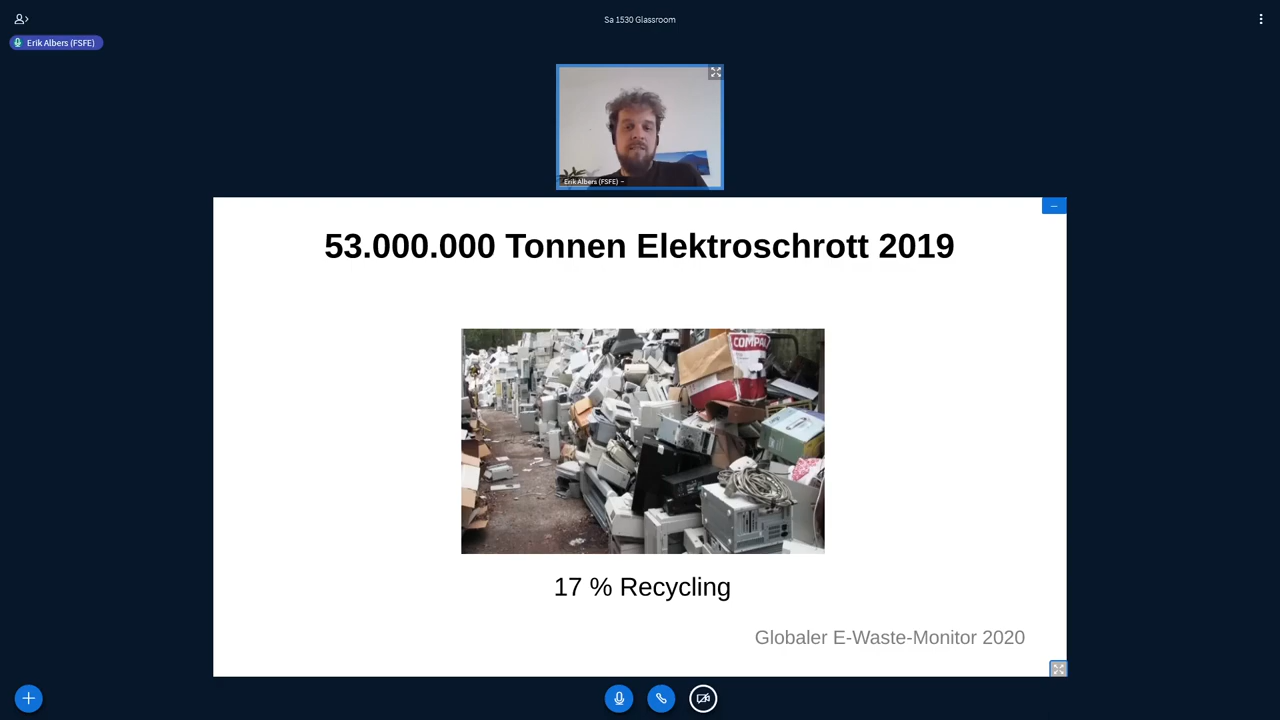 Sa 1530 Glassroom
Erik Albers (FSFE)
Erik Albers (FSFE)
53.000.000 Tonnen Elektroschrott 2019
COMPA
17 % Recycling
Globaler E-Waste-Monitor 2020